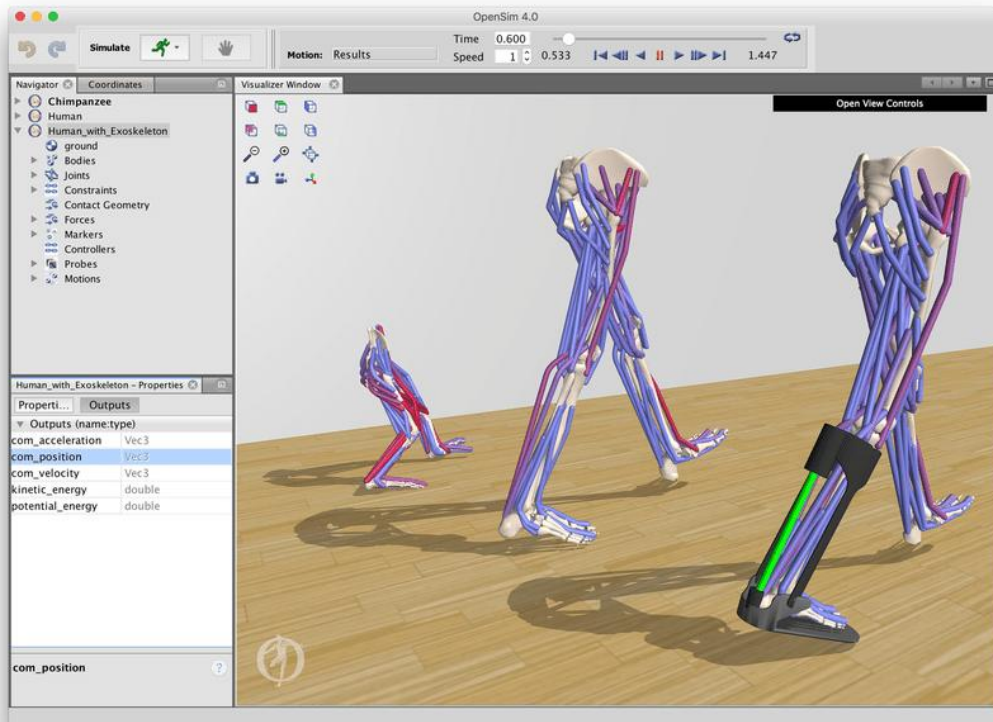 OpenSim 4.0
Simulate
Motion: Results
Time 0.600
Speed 1 0.533 1.447
Navigator Coordinates
Chimpanzee
Human
Human_with_Exoskeleton
ground
Bodies
Joints
Constraints
Contact Geometry
Forces
Markers
Controllers
Probes
Motions
Visualizer Window
Open View Controls
Human_with_Exoskeleton - Properties
Properti... Outputs
Outputs (name:type)
com_acceleration Vec3
com_position Vec3
com_velocity Vec3
kinetic_energy double
potential_energy double
com_position ?